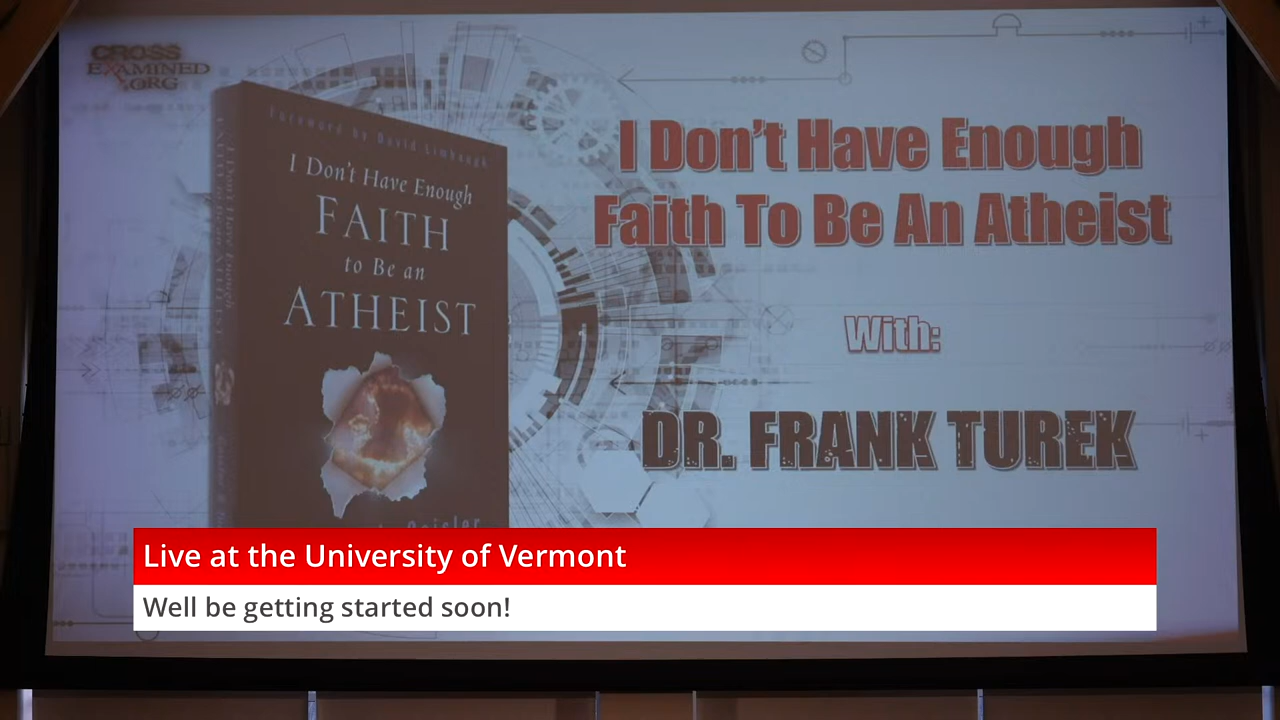 CROSS
EXAMINED
.ORG
Foreword by David Limbaugh
I Don't Have Enough
FAITH
to Be an
ATHEIST
I Don't Have Enough
Faith To Be An Atheist
With:
DR. FRANK TUREK
Live at the University of Vermont
Well be getting started soon!